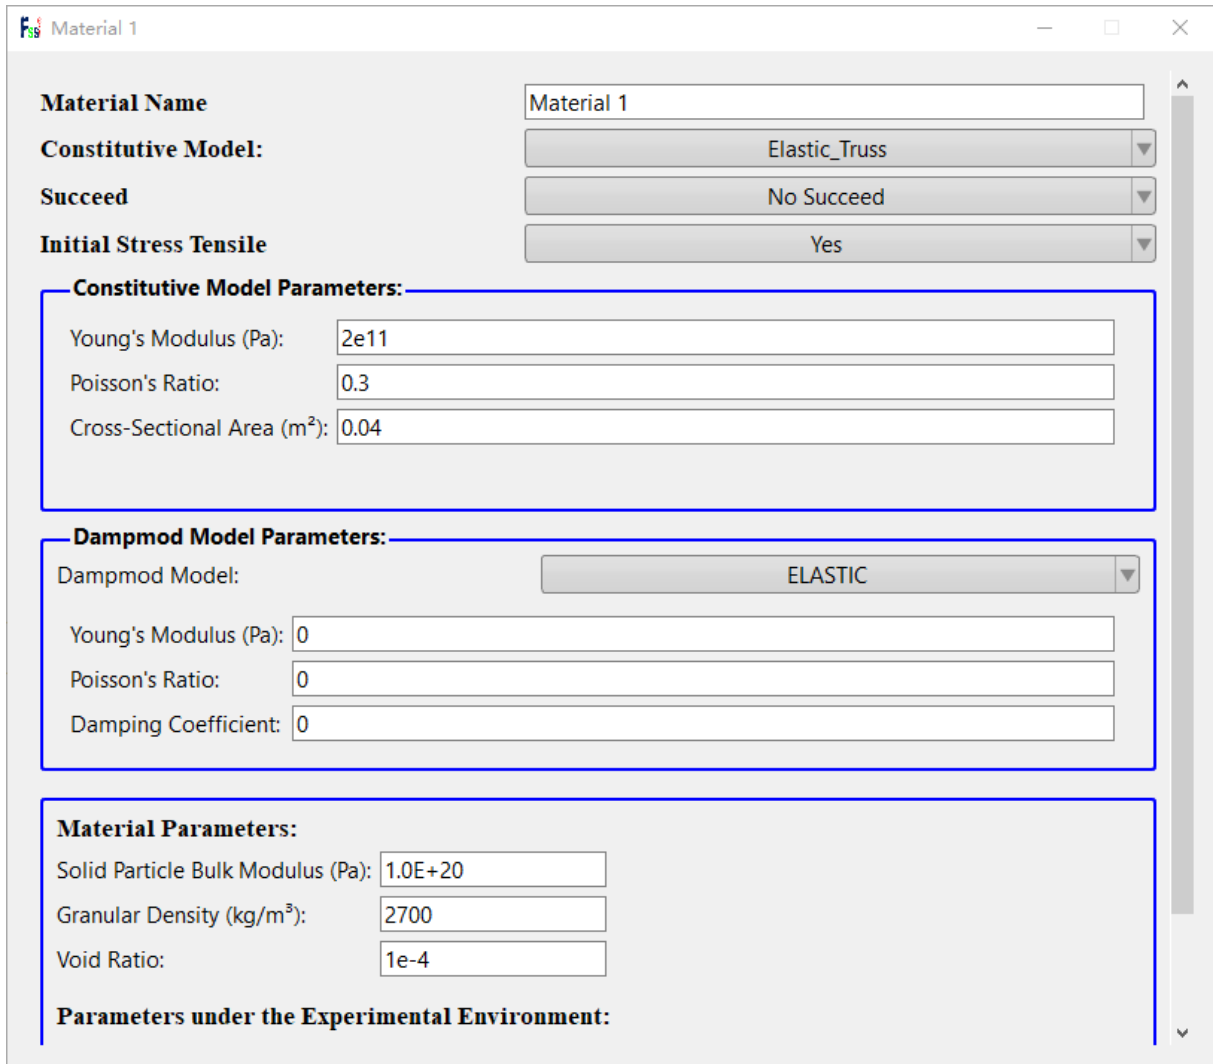 Fss Material 1
Material Name Material 1
Constitutive Model: Elastic_Truss
Succeed No Succeed
Initial Stress Tensile Yes
Constitutive Model Parameters:
Young's Modulus (Pa): 2e11
Poisson's Ratio: 0.3
Cross-Sectional Area (m²): 0.04
Dampmod Model Parameters:
Dampmod Model: ELASTIC
Young's Modulus (Pa): 0
Poisson's Ratio: 0
Damping Coefficient: 0
Material Parameters:
Solid Particle Bulk Modulus (Pa): 1.0E+20
Granular Density (kg/m³): 2700
Void Ratio: 1e-4
Parameters under the Experimental Environment: